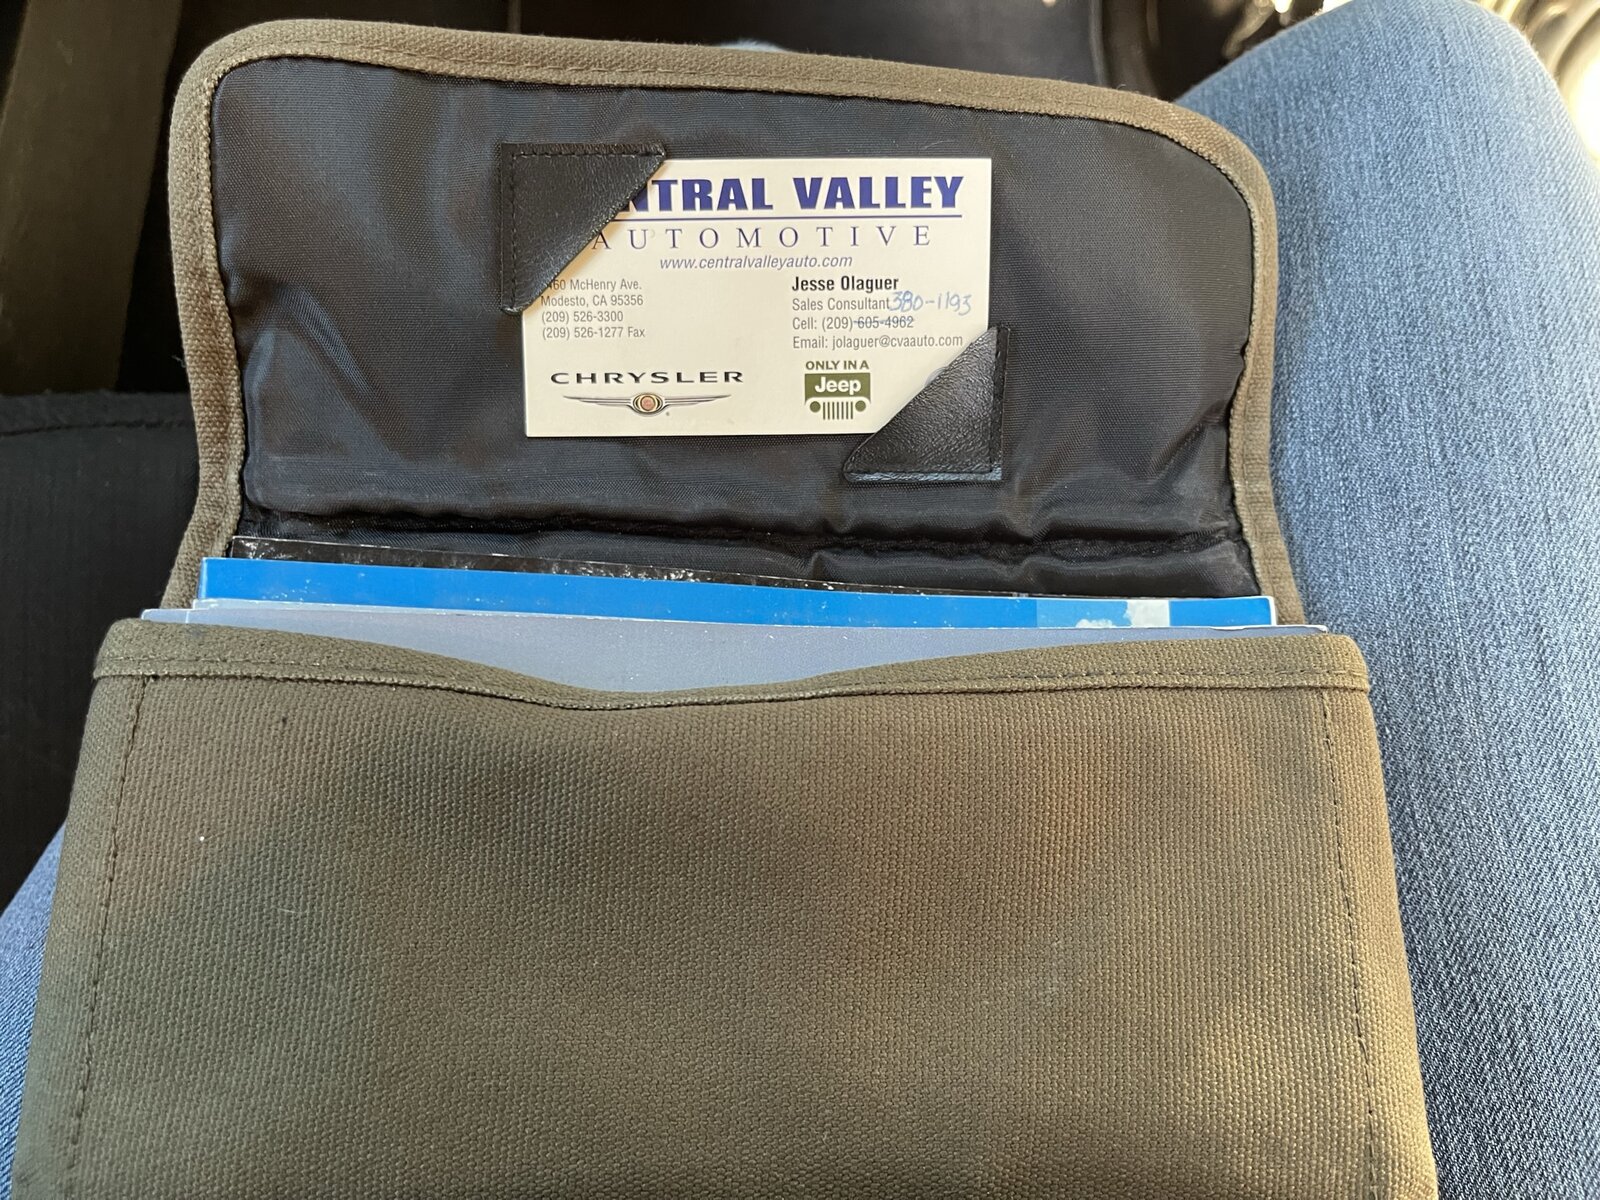 NTRAL VALLEY
AUTOMOTIVE
www.centralvalleyauto.com
460 McHenry Ave.
Modesto, CA 95356
(209) 526-3300
(209) 526-1277 Fax
Jesse Olaguer
Sales Consultant 380-1193
Cell: (209) 605-4962
Email: jolaguer@cvaauto.com
CHRYSLER
ONLY IN A
Jeep